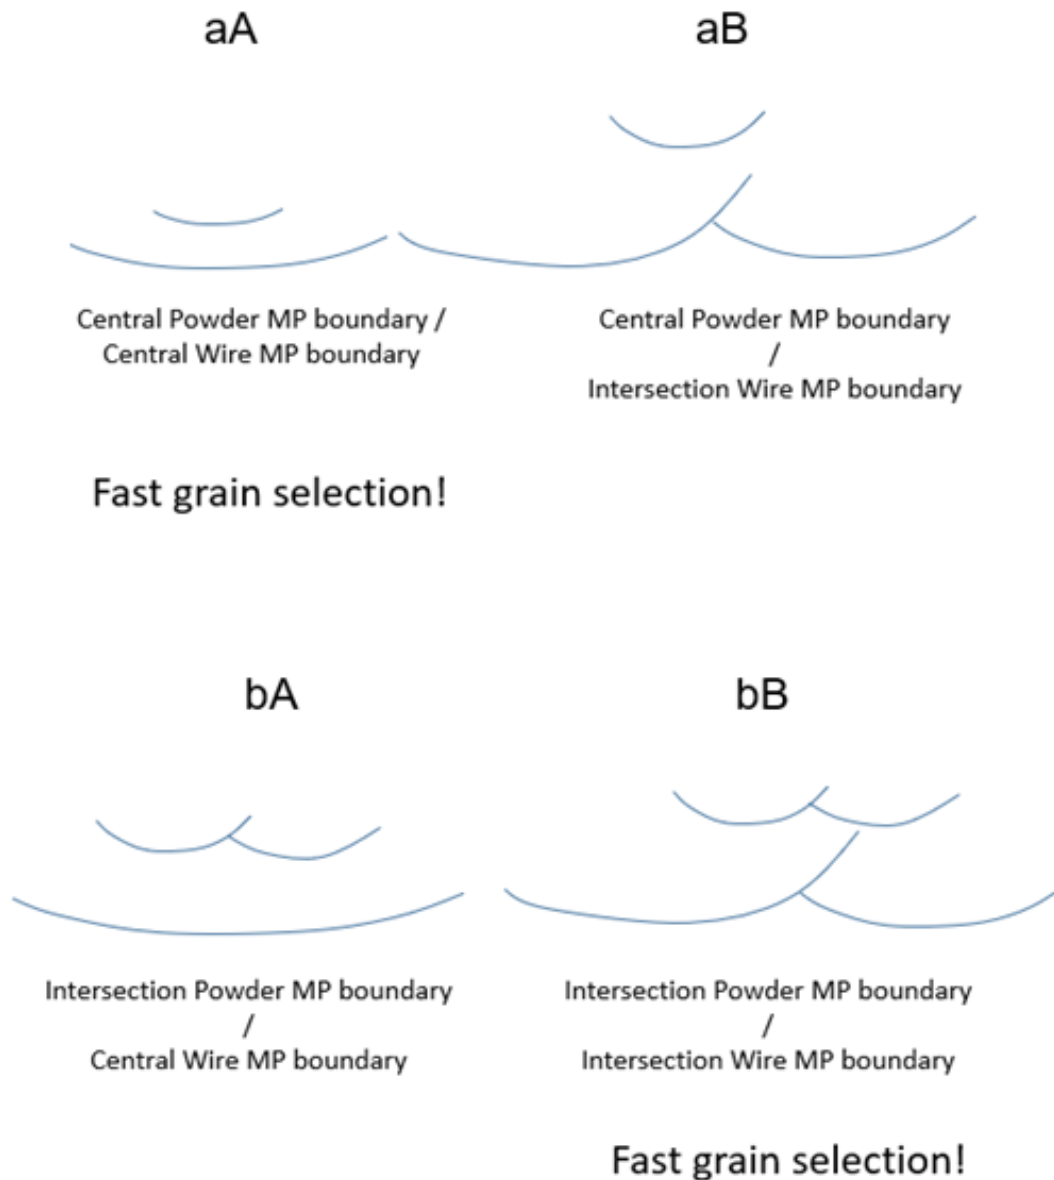 aA
aB
Central Powder MP boundary /
Central Wire MP boundary
Central Powder MP boundary
/
Intersection Wire MP boundary
Fast grain selection!
bA
bB
Intersection Powder MP boundary
/
Central Wire MP boundary
Intersection Powder MP boundary
/
Intersection Wire MP boundary
Fast grain selection!